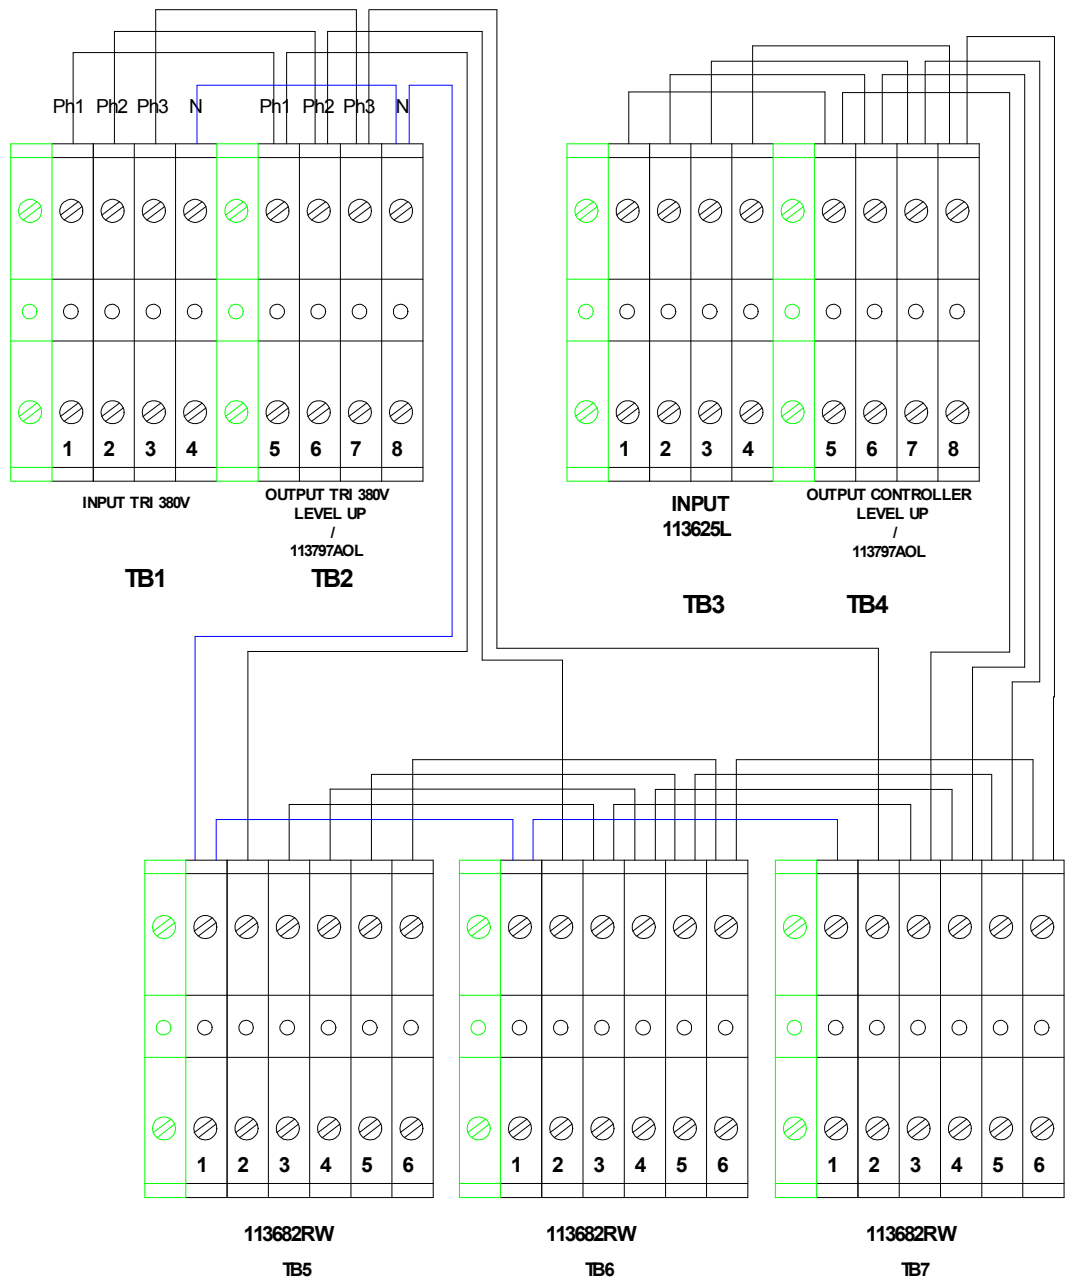 Ph1 Ph2 Ph3 N Ph1 Ph2 Ph3 N
1 2 3 4 5 6 7 8
INPUT TRI 380V
OUTPUT TRI 380V
LEVEL UP
/
113797AOL
TB1 TB2
1 2 3 4 5 6 7 8
INPUT
113625L
OUTPUT CONTROLLER
LEVEL UP
/
113797AOL
TB3 TB4
1 2 3 4 5 6
113682RW
TB5
1 2 3 4 5 6
113682RW
TB6
1 2 3 4 5 6
113682RW
TB7